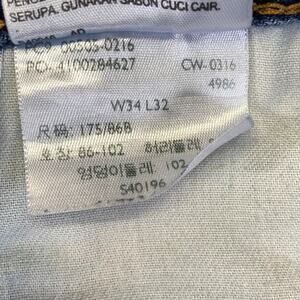 SERUPA. GUNAKAN SABUN CUCI CAIR.
PC9 00505-0216
PO: 4100284627 CW-0316
4986
W34 L32
尺碼: 175/86B
호칭: 86-102 허리둘레:
엉덩이둘레: 102
S40196